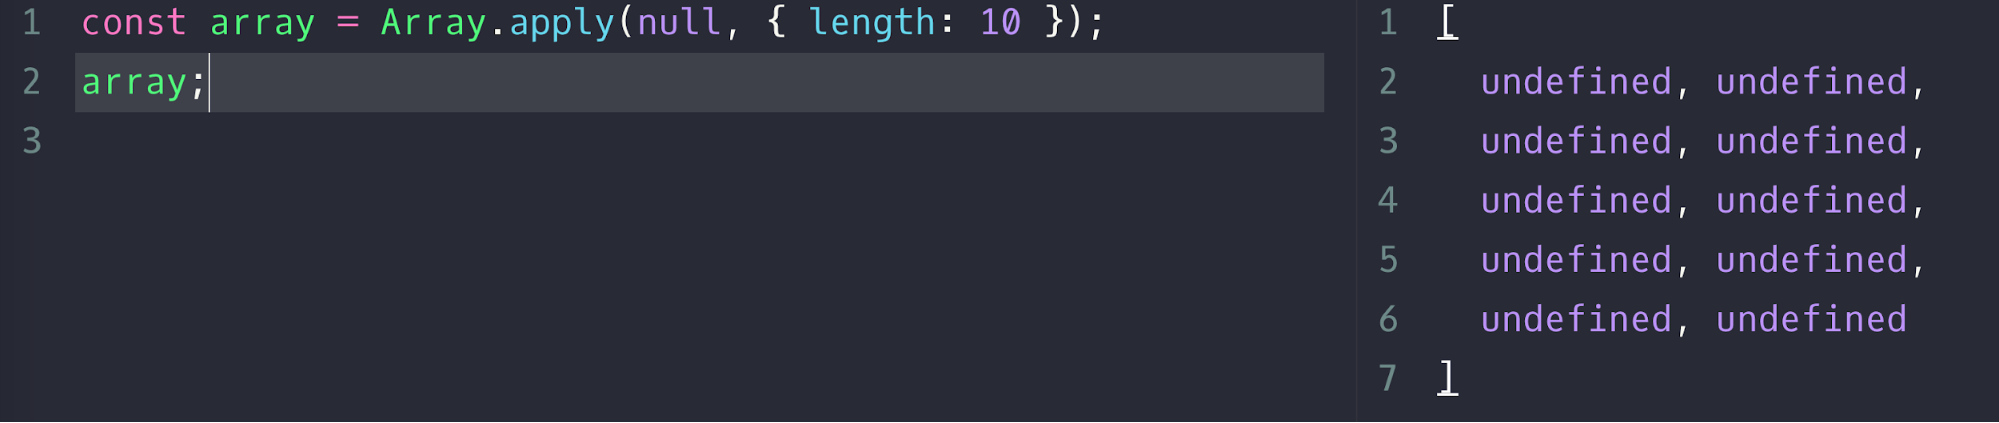 1 const array = Array.apply(null, { length: 10 });
2 array;
3
1 [
2 undefined, undefined,
3 undefined, undefined,
4 undefined, undefined,
5 undefined, undefined,
6 undefined, undefined
7 ]